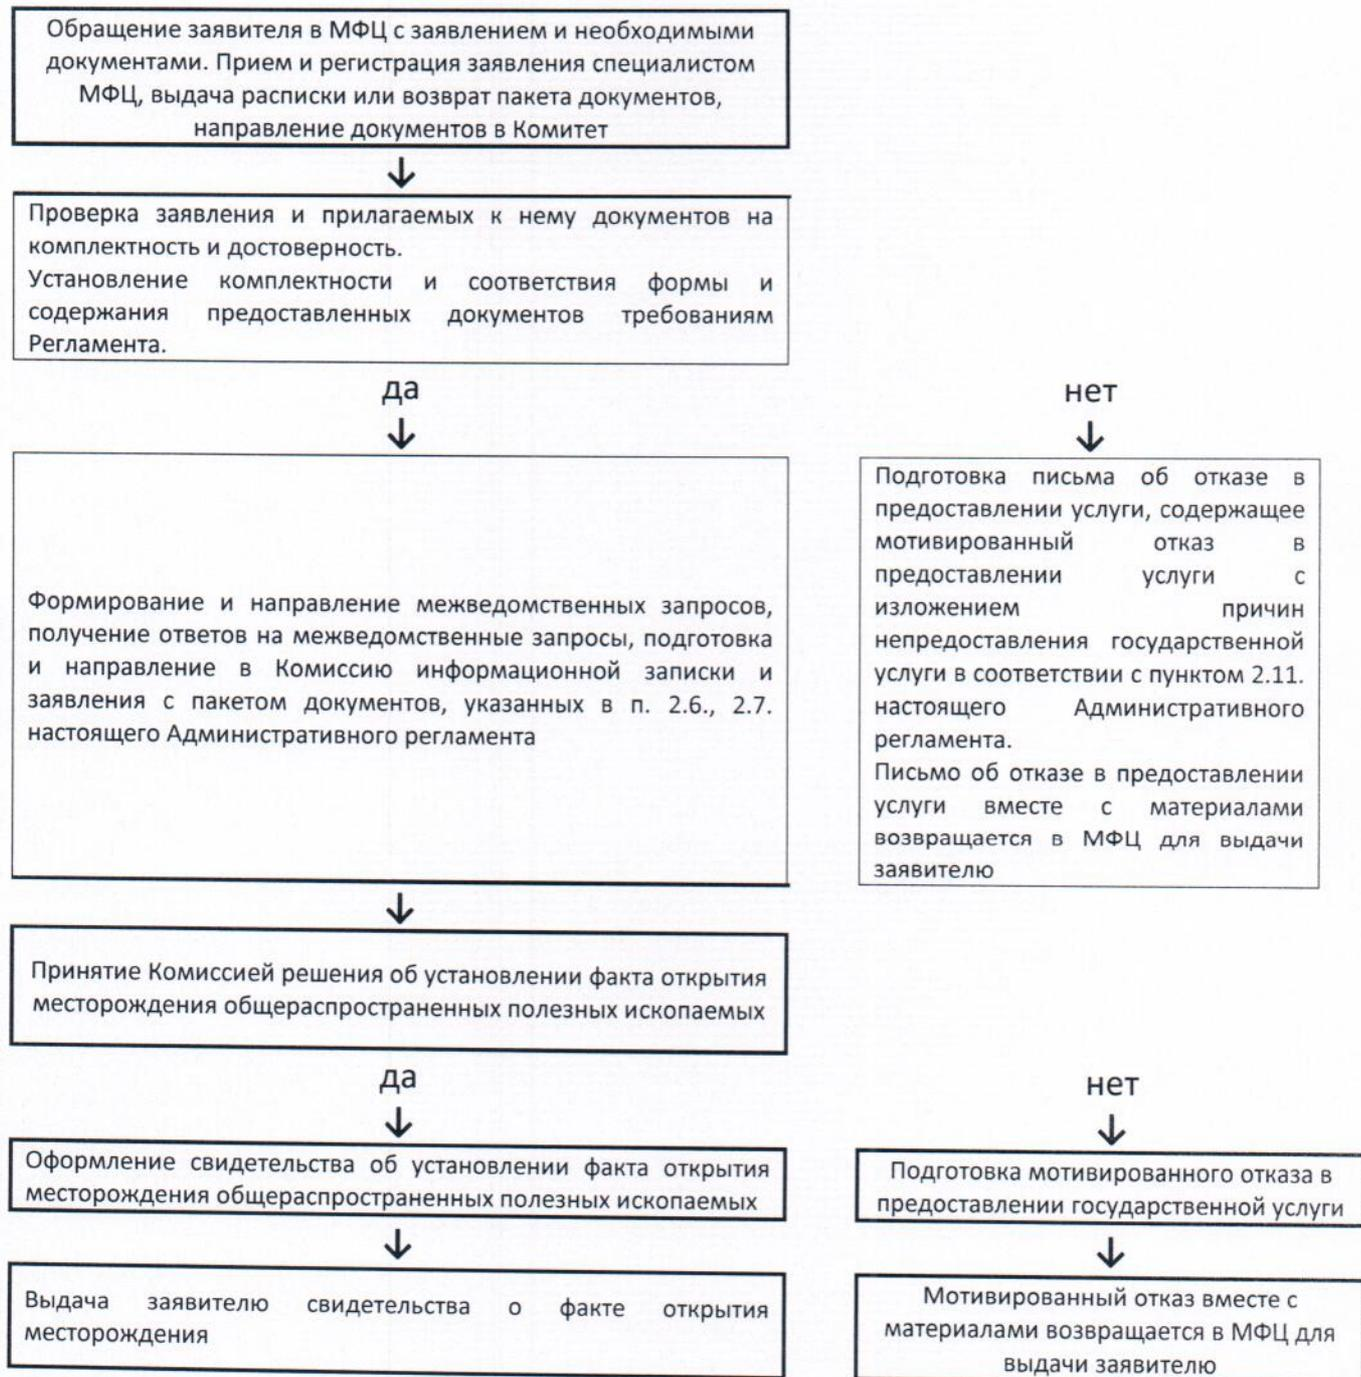 Обращение заявителя в МФЦ с заявлением и необходимыми
документами. Прием и регистрация заявления специалистом
МФЦ, выдача расписки или возврат пакета документов,
направление документов в Комитет
Проверка заявления и прилагаемых к нему документов на
комплектность и достоверность.
Установление комплектности и соответствия формы и
содержания предоставленных документов требованиям
Регламента.
да
нет
Формирование и направление межведомственных запросов,
получение ответов на межведомственные запросы, подготовка
и направление в Комиссию информационной записки и
заявления с пакетом документов, указанных в п. 2.6., 2.7.
настоящего Административного регламента
Подготовка письма об отказе в
предоставлении услуги, содержащее
мотивированный отказ в
предоставлении услуги с
изложением причин
непредоставления государственной
услуги в соответствии с пунктом 2.11.
настоящего Административного
регламента.
Письмо об отказе в предоставлении
услуги вместе с материалами
возвращается в МФЦ для выдачи
заявителю
Принятие Комиссией решения об установлении факта открытия
месторождения общераспространенных полезных ископаемых
да
нет
Оформление свидетельства об установлении факта открытия
месторождения общераспространенных полезных ископаемых
Подготовка мотивированного отказа в
предоставлении государственной услуги
Выдача заявителю свидетельства о факте открытия
месторождения
Мотивированный отказ вместе с
материалами возвращается в МФЦ для
выдачи заявителю